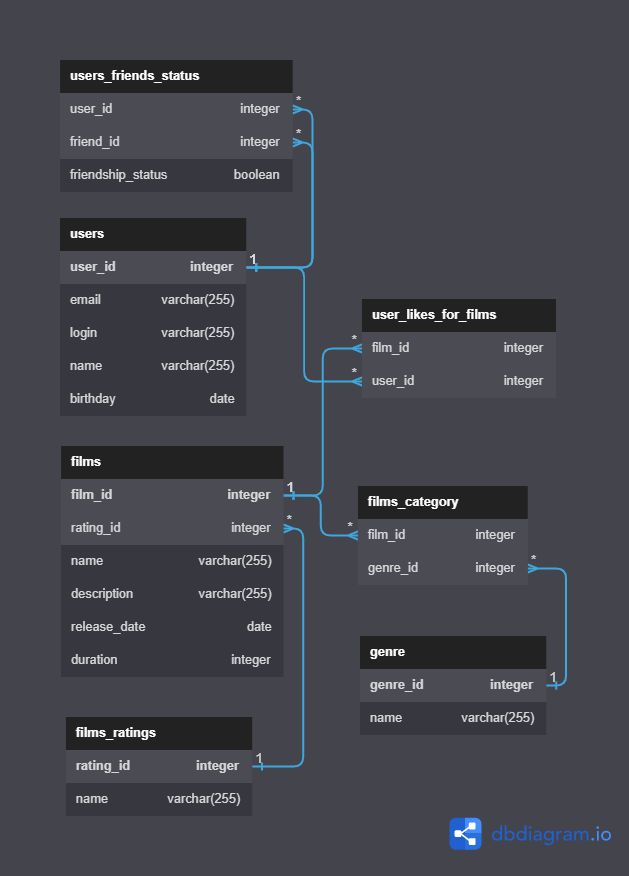 users_friends_status
user_id integer *
friend_id integer *
friendship_status boolean
users
user_id integer 1
email varchar(255)
login varchar(255)
name varchar(255)
birthday date
user_likes_for_films
* film_id integer
* user_id integer
films
film_id integer 1
rating_id integer *
name varchar(255)
description varchar(255)
release_date date
duration integer
films_category
* film_id integer
genre_id integer *
genre
genre_id integer 1
name varchar(255)
films_ratings
rating_id integer 1
name varchar(255)
dbdiagram.io